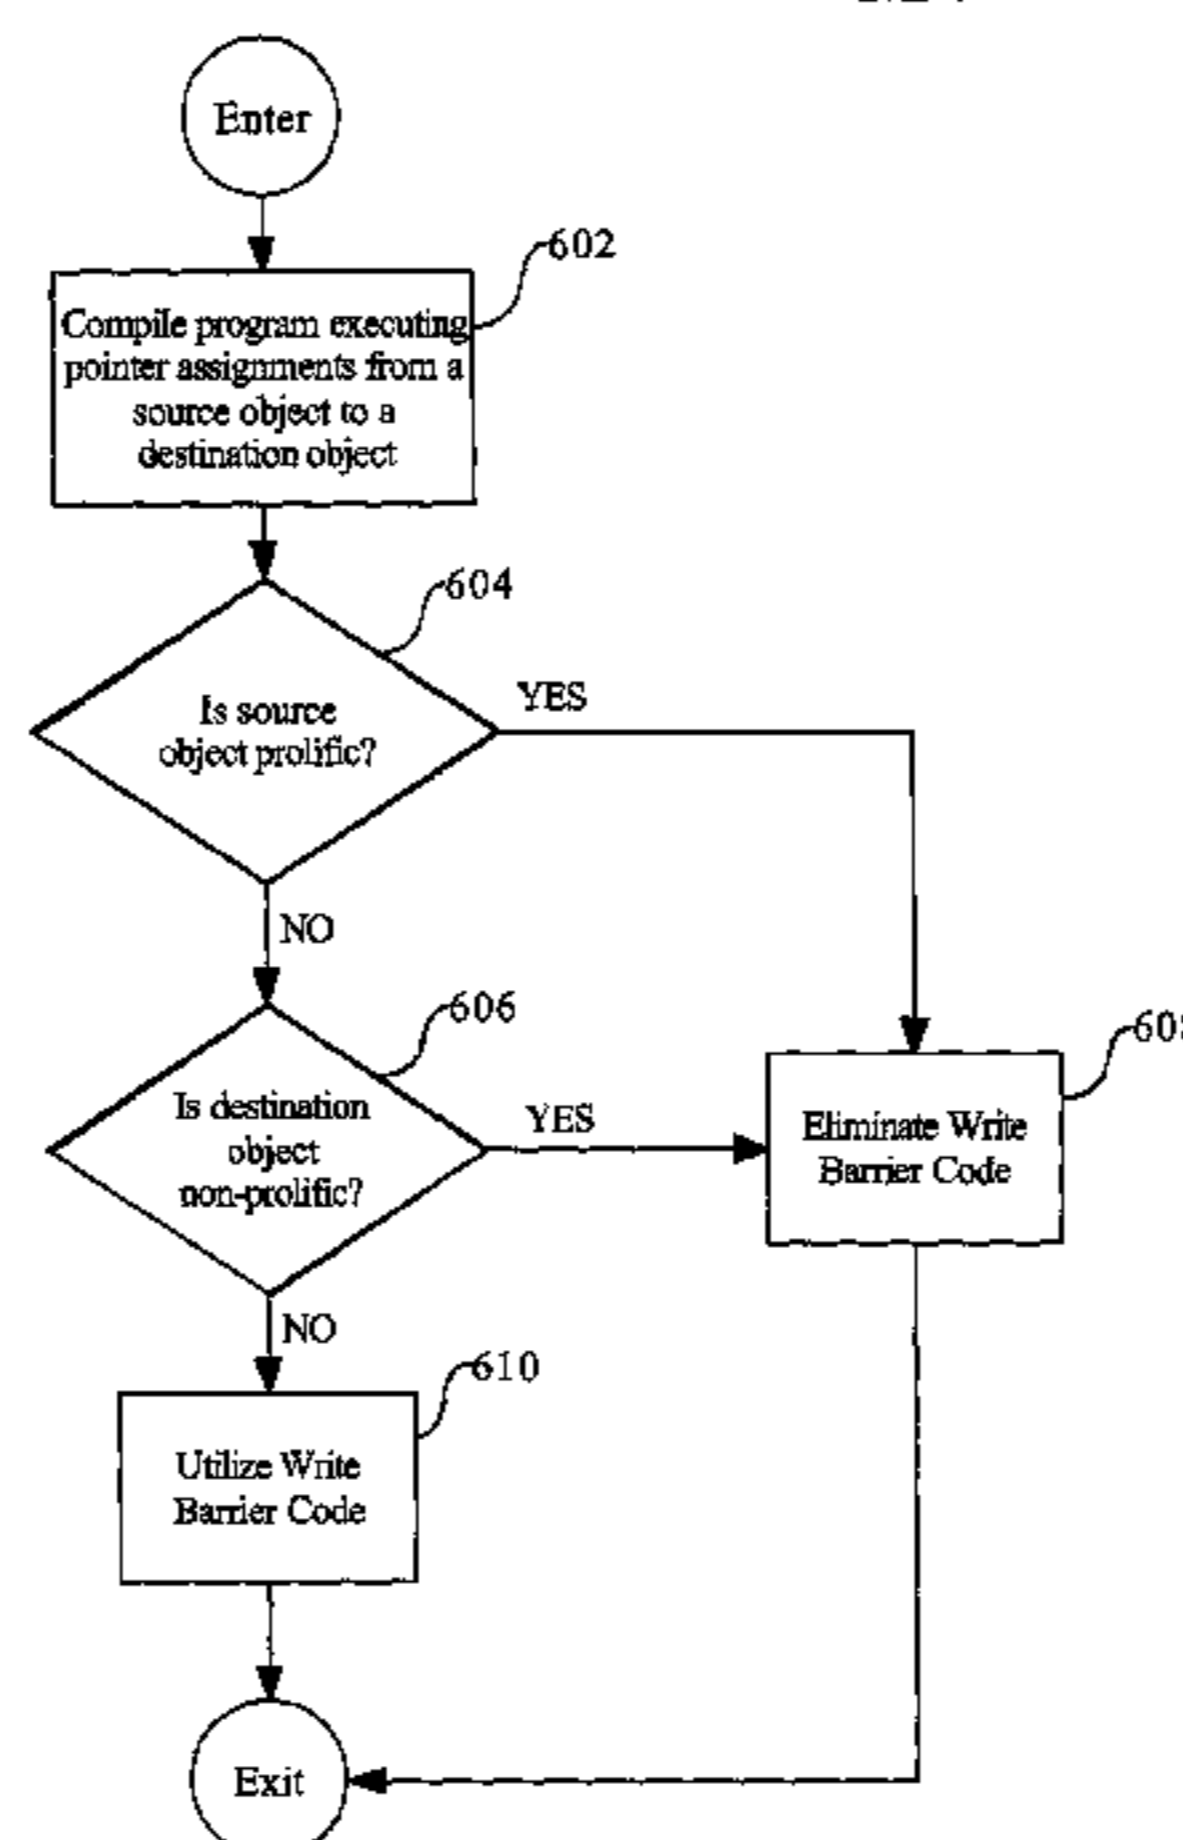 Enter
602
Compile program executing
pointer assignments from a
source object to a
destination object
604
Is source
object prolific?
YES
NO
606
Is destination
object
non-prolific?
YES
Eliminate Write
Barrier Code
NO
610
Utilize Write
Barrier Code
Exit